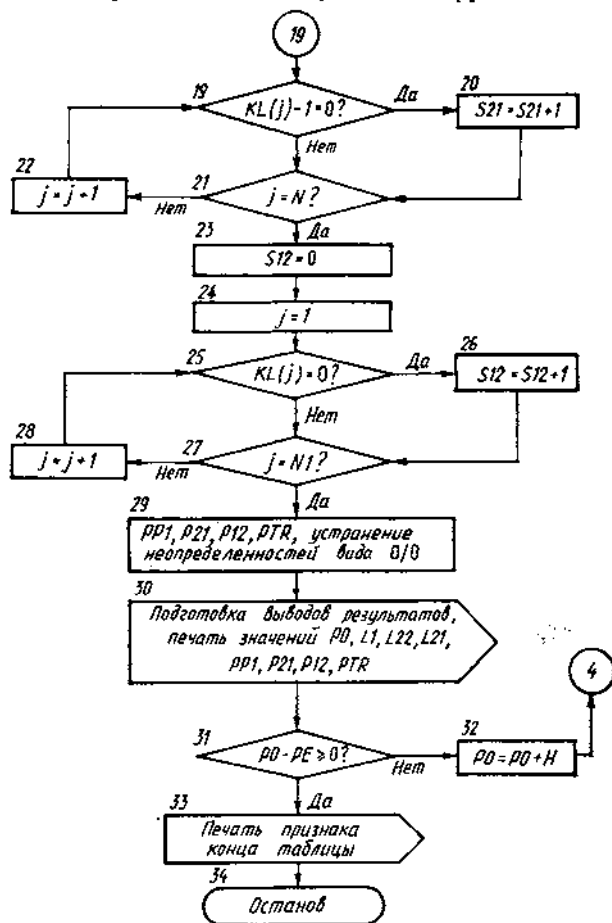 19
19
KL(j)-1=0?
Да
20
S21=S21+1
Нет
22
j=j+1
Нет
21
j=N?
Да
23
S12=0
24
j=1
25
KL(j)=0?
Да
26
S12=S12+1
Нет
28
j=j+1
Нет
27
j=N1?
Да
29
PP1, P21, P12, PTR, устранение
неопределенностей вида 0/0
30
Подготовка выводов результатов,
печать значений P0, L1, L22, L21,
PP1, P21, P12, PTR
4
31
P0-PE≥0?
Нет
32
P0=P0+H
Да
33
Печать признака
конца таблицы
34
Останов